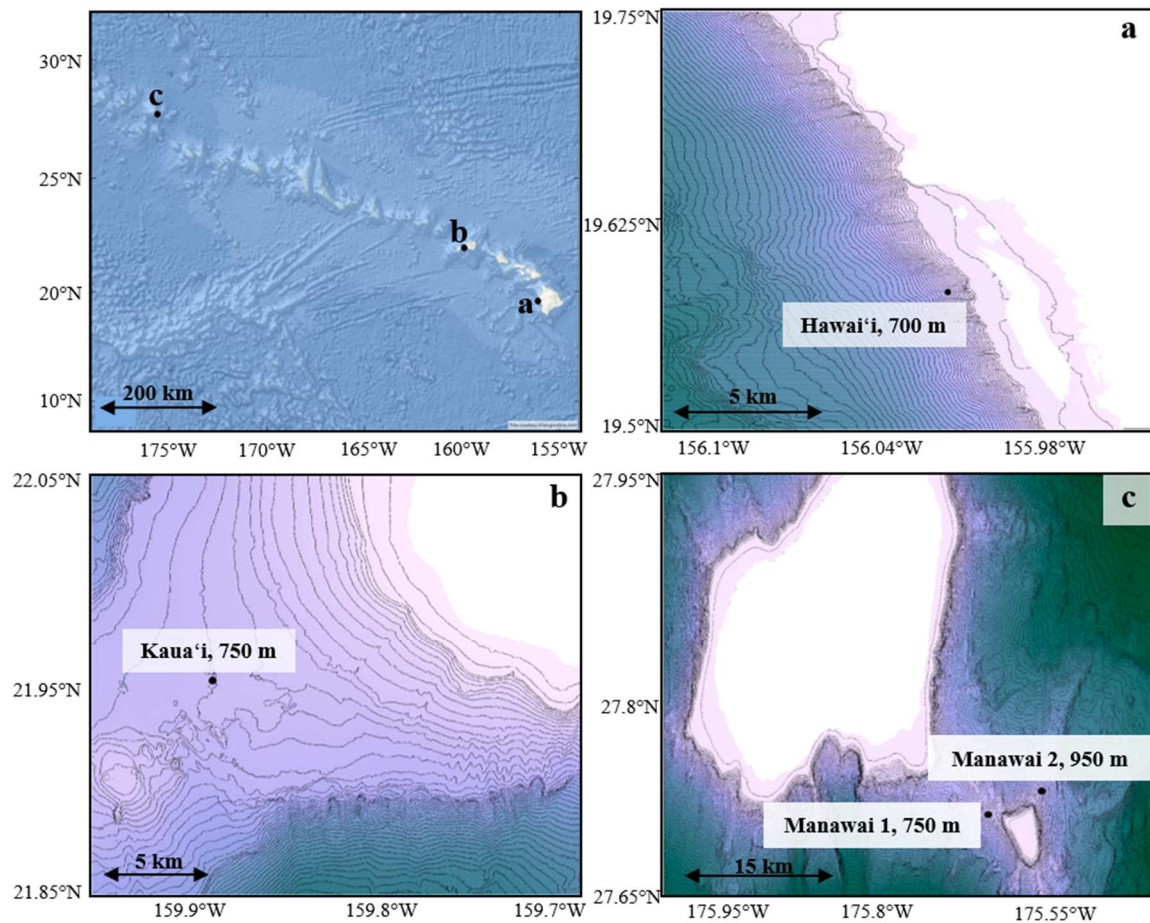 30°N
25°N
20°N
10°N
175°W
170°W
165°W
160°W
155°W
c
b
a
200 km
19.75°N
19.625°N
19.5°N
156.1°W
156.04°W
155.98°W
a
Hawai‘i, 700 m
5 km
22.05°N
21.95°N
21.85°N
159.9°W
159.8°W
159.7°W
b
Kaua‘i, 750 m
5 km
27.95°N
27.8°N
27.65°N
175.95°W
175.8°W
175.55°W
c
Manawai 2, 950 m
Manawai 1, 750 m
15 km